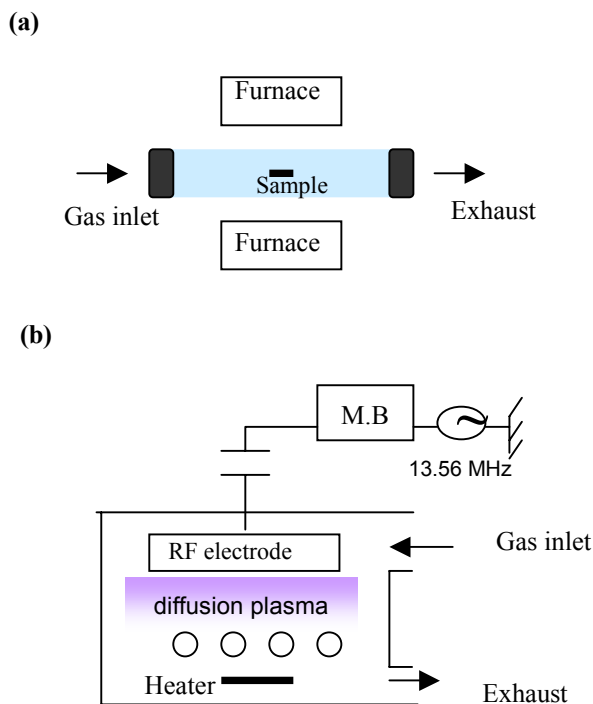 (a)
Furnace
Sample
Gas inlet
Exhaust
Furnace
(b)
M.B
~
13.56 MHz
RF electrode
Gas inlet
diffusion plasma
Heater
Exhaust